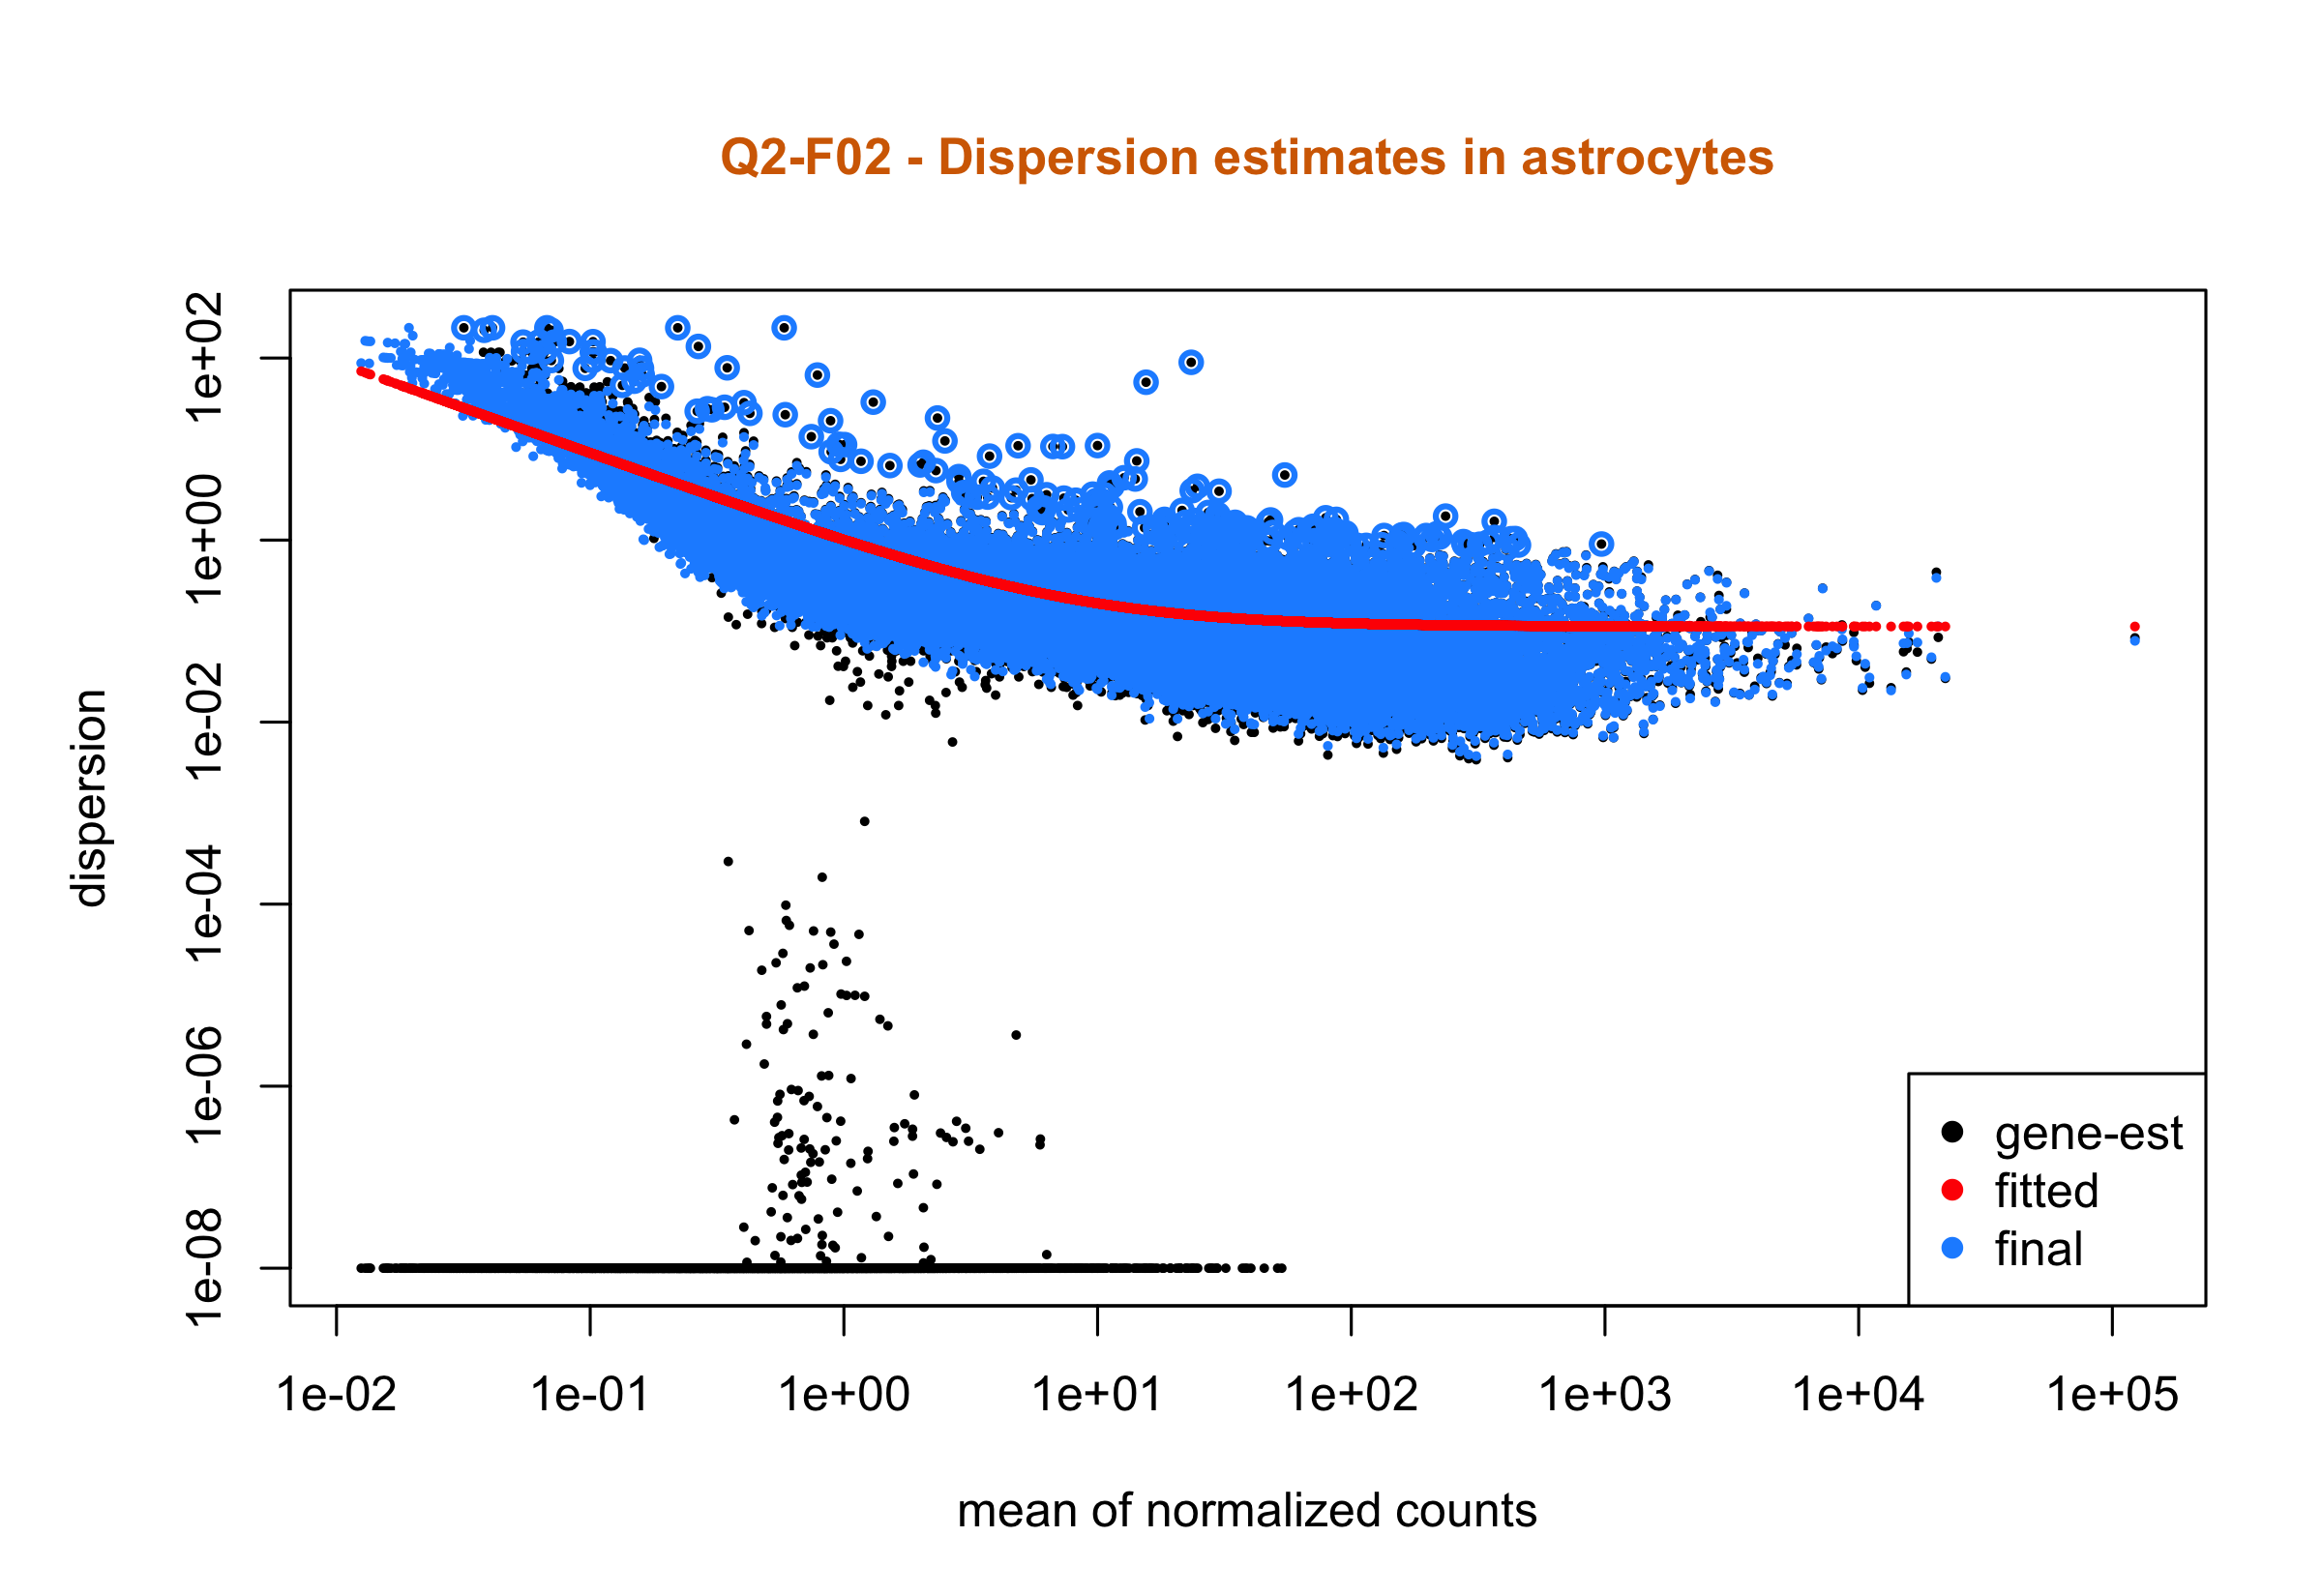 Q2-F02 - Dispersion estimates in astrocytes
dispersion
1e+02
1e+00
1e-02
1e-04
1e-06
1e-08
gene-est
fitted
final
1e-02 1e-01 1e+00 1e+01 1e+02 1e+03 1e+04 1e+05
mean of normalized counts